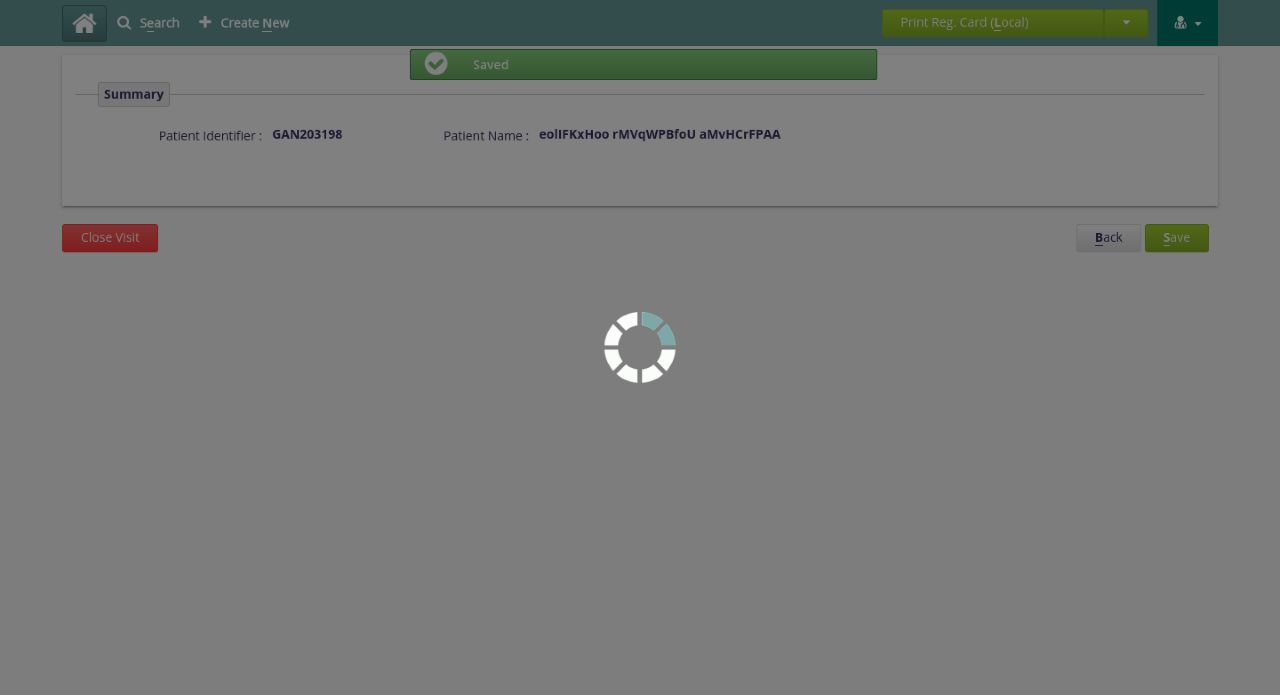 Search Create New Print Reg. Card (Local)
Saved
Summary
Patient Identifier : GAN203198 Patient Name : eolIFKxHoo rMVqWPBfoU aMvHCrFPAA
Close Visit Back Save